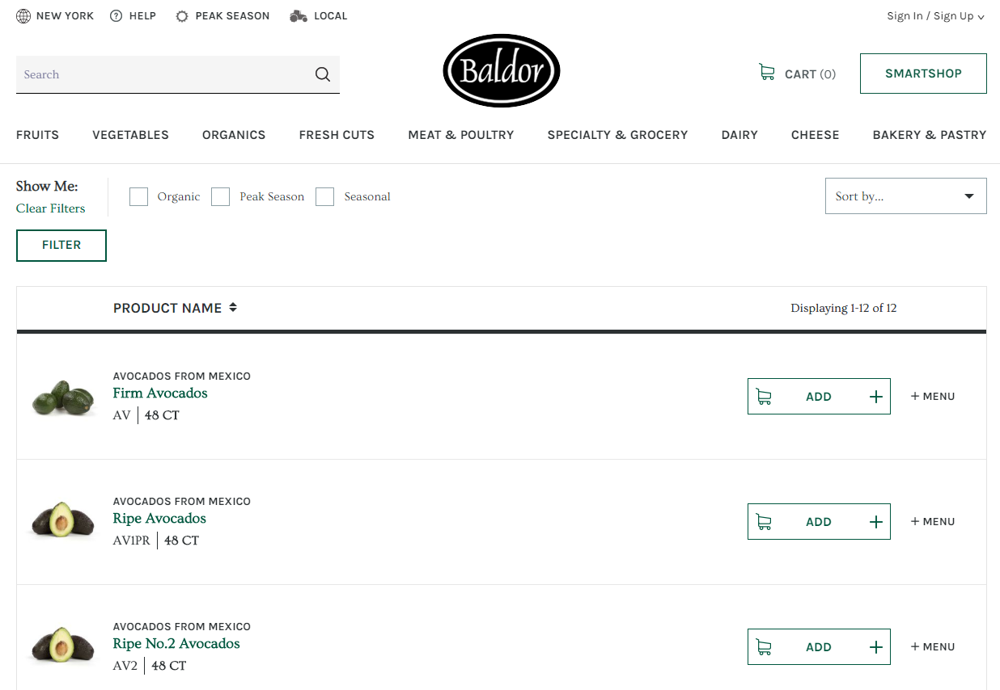 NEW YORK HELP PEAK SEASON LOCAL Sign In / Sign Up
Search Baldor CART (0) SMARTSHOP
FRUITS VEGETABLES ORGANICS FRESH CUTS MEAT & POULTRY SPECIALTY & GROCERY DAIRY CHEESE BAKERY & PASTRY
Show Me:
Clear Filters
Organic Peak Season Seasonal Sort by...
FILTER
PRODUCT NAME Displaying 1-12 of 12
AVOCADOS FROM MEXICO
Firm Avocados
AV 48 CT
ADD + + MENU
AVOCADOS FROM MEXICO
Ripe Avocados
AV1PR 48 CT
ADD + + MENU
AVOCADOS FROM MEXICO
Ripe No.2 Avocados
AV2 48 CT
ADD + + MENU